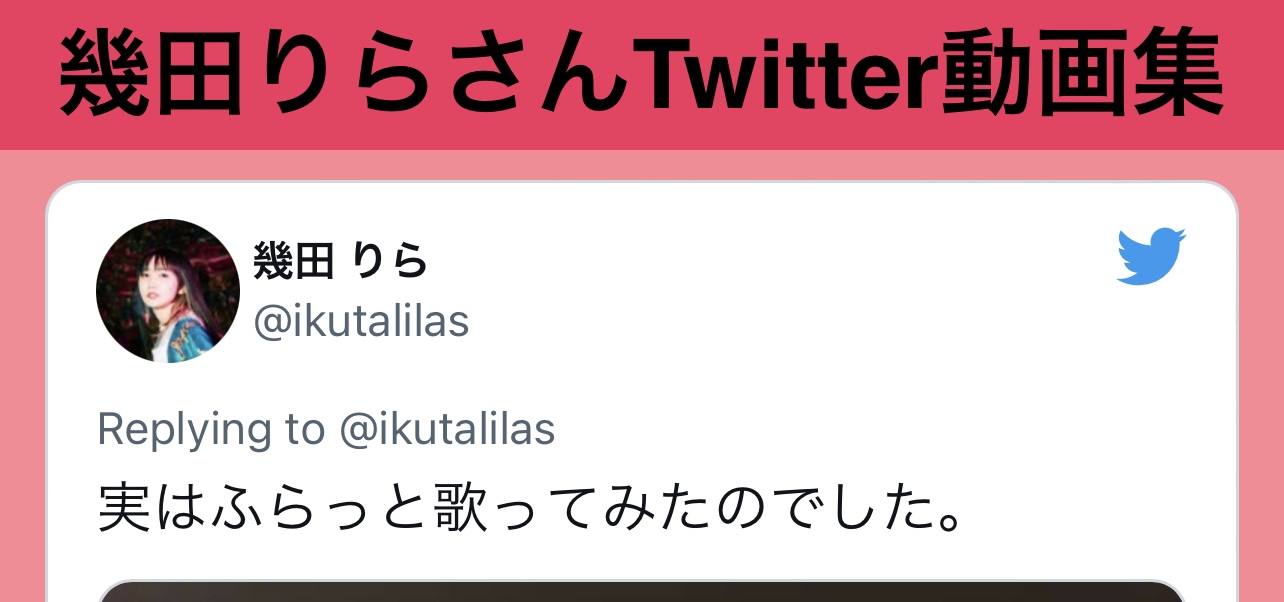 幾田りらさんTwitter動画集
幾田 りら
@ikutalilas
Replying to @ikutalilas
実はふらっと歌ってみたのでした。